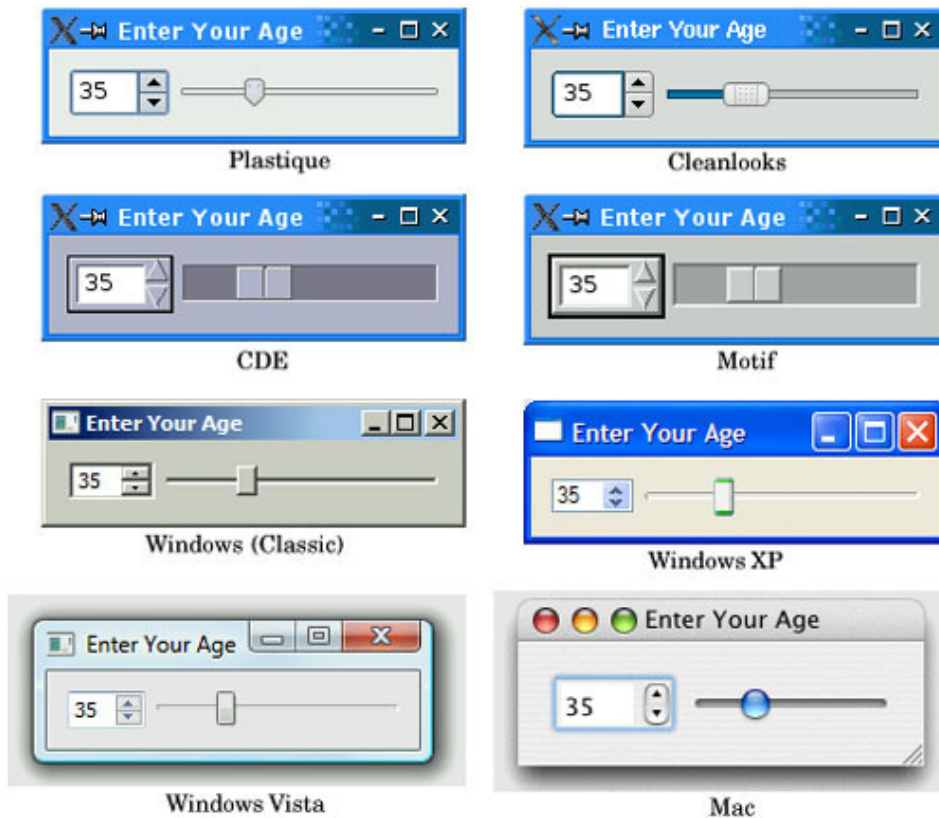 Enter Your Age
35
Plastique
Enter Your Age
35
Cleanlooks
Enter Your Age
35
CDE
Enter Your Age
35
Motif
Enter Your Age
35
Windows (Classic)
Enter Your Age
35
Windows XP
Enter Your Age
35
Windows Vista
Enter Your Age
35
Mac